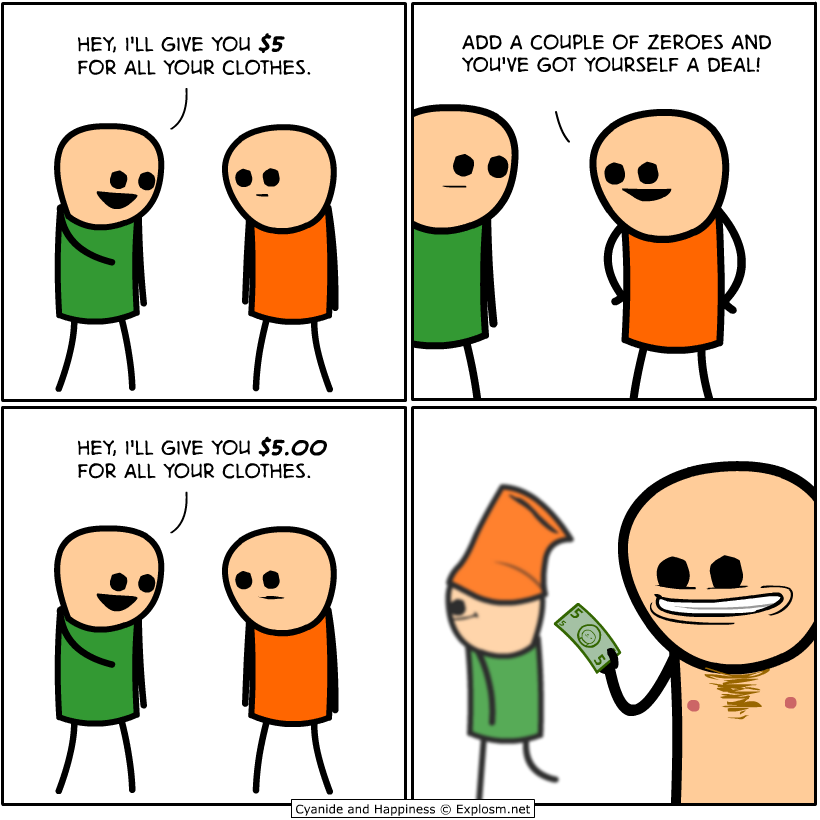 HEY, I'LL GIVE YOU $5
FOR ALL YOUR CLOTHES.
ADD A COUPLE OF ZEROES AND
YOU'VE GOT YOURSELF A DEAL!
HEY, I'LL GIVE YOU $5.00
FOR ALL YOUR CLOTHES.
5
5
5
Cyanide and Happiness © Explosm.net